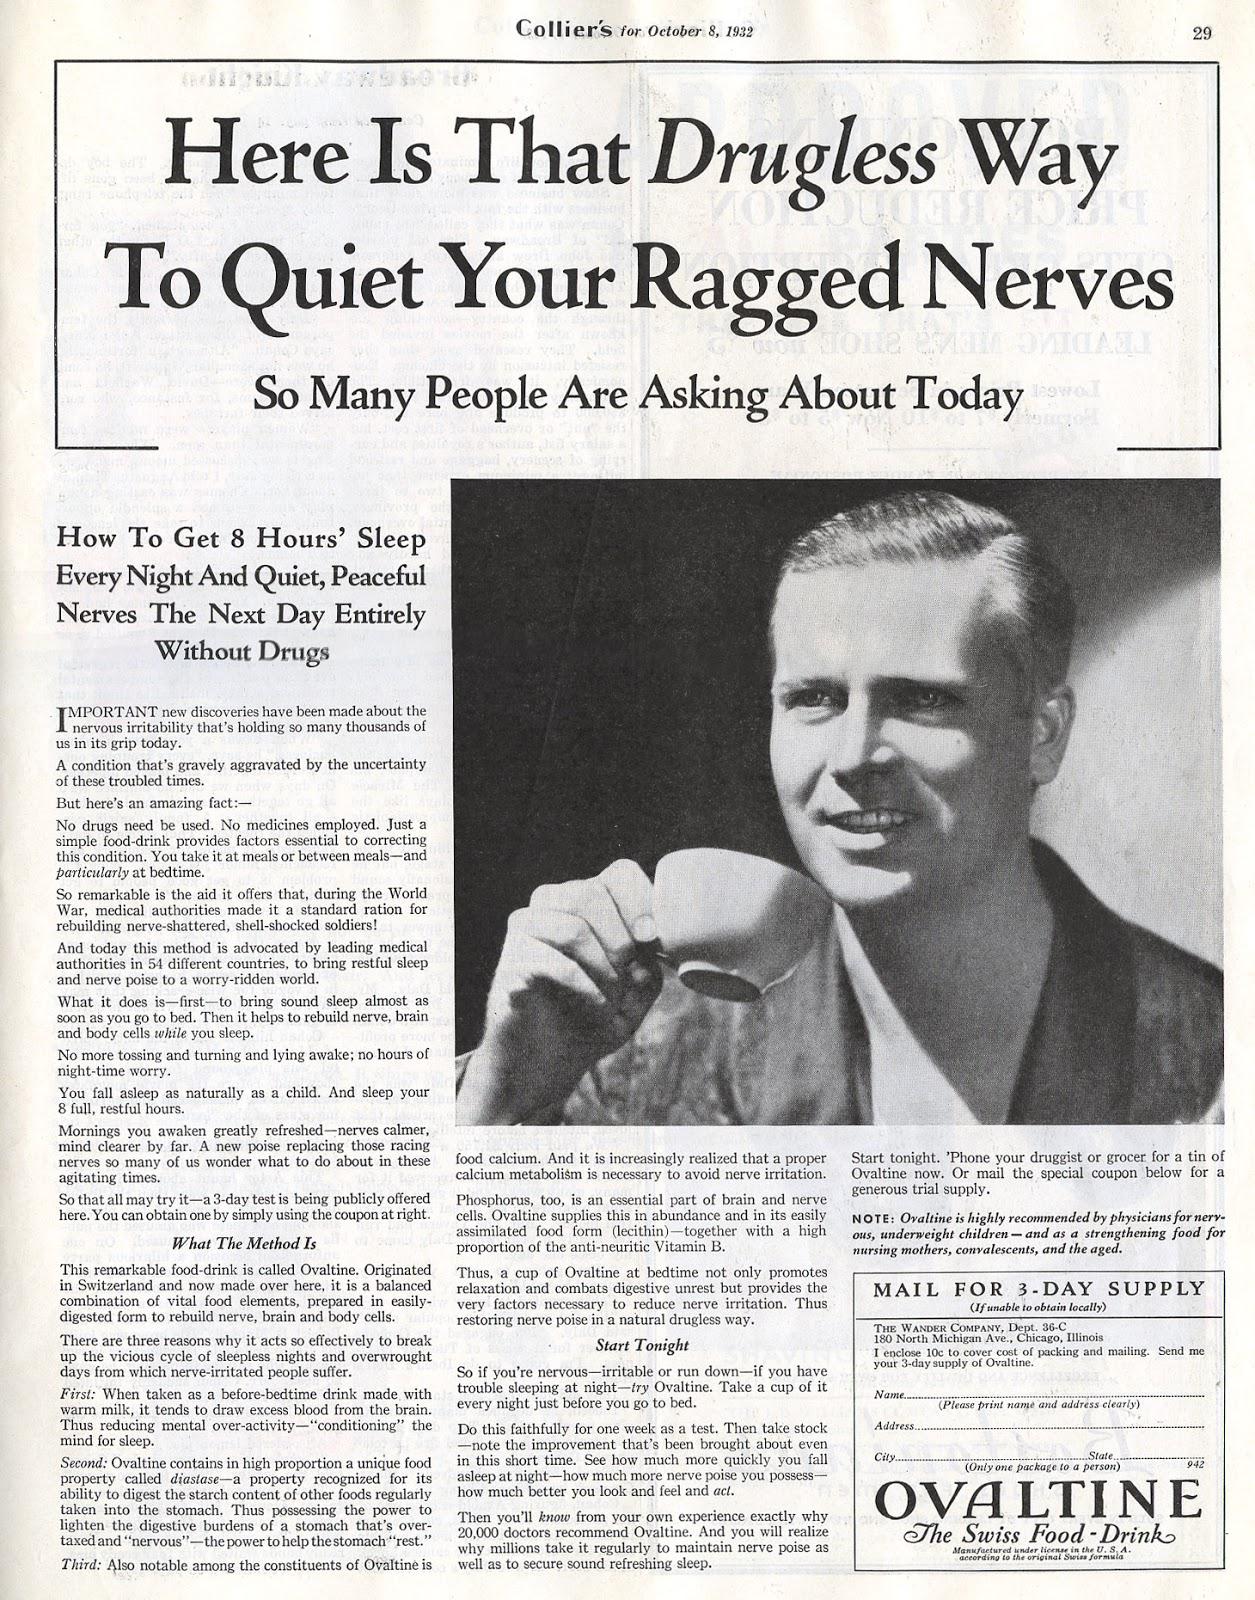 Collier's for October 8, 1932
29
Here Is That Drugless Way
To Quiet Your Ragged Nerves
So Many People Are Asking About Today
How To Get 8 Hours' Sleep
Every Night And Quiet, Peaceful
Nerves The Next Day Entirely
Without Drugs
IMPORTANT new discoveries have been made about the
nervous irritability that's holding so many thousands of
us in its grip today.
A condition that's gravely aggravated by the uncertainty
of these troubled times.
But here's an amazing fact:—
No drugs need be used. No medicines employed. Just a
simple food-drink provides factors essential to correcting
this condition. You take it at meals or between meals—and
particularly at bedtime.
So remarkable is the aid it offers that, during the World
War, medical authorities made it a standard ration for
rebuilding nerve-shattered, shell-shocked soldiers!
And today this method is advocated by leading medical
authorities in 54 different countries, to bring restful sleep
and nerve poise to a worry-ridden world.
What it does is—first—to bring sound sleep almost as
soon as you go to bed. Then it helps to rebuild nerve, brain
and body cells while you sleep.
No more tossing and turning and lying awake; no hours of
night-time worry.
You fall asleep as naturally as a child. And sleep your
8 full, restful hours.
Mornings you awaken greatly refreshed—nerves calmer,
mind clearer by far. A new poise replacing those racing
nerves so many of us wonder what to do about in these
agitating times.
So that all may try it—a 3-day test is being publicly offered
here. You can obtain one by simply using the coupon at right.
What The Method Is
This remarkable food-drink is called Ovaltine. Originated
in Switzerland and now made over here, it is a balanced
combination of vital food elements, prepared in easily-
digested form to rebuild nerve, brain and body cells.
There are three reasons why it acts so effectively to break
up the vicious cycle of sleepless nights and overwrought
days from which nerve-irritated people suffer.
First: When taken as a before-bedtime drink made with
warm milk, it tends to draw excess blood from the brain.
Thus reducing mental over-activity—"conditioning" the
mind for sleep.
Second: Ovaltine contains in high proportion a unique food
property called diastase—a property recognized for its
ability to digest the starch content of other foods regularly
taken into the stomach. Thus possessing the power to
lighten the digestive burdens of a stomach that's over-
taxed and "nervous"—the power to help the stomach "rest."
Third: Also notable among the constituents of Ovaltine is
food calcium. And it is increasingly realized that a proper
calcium metabolism is necessary to avoid nerve irritation.
Phosphorus, too, is an essential part of brain and nerve
cells. Ovaltine supplies this in abundance and in its easily
assimilated food form (lecithin)—together with a high
proportion of the anti-neuritic Vitamin B.
Thus, a cup of Ovaltine at bedtime not only promotes
relaxation and combats digestive unrest but provides the
very factors necessary to reduce nerve irritation. Thus
restoring nerve poise in a natural drugless way.
Start Tonight
So if you're nervous—irritable or run down—if you have
trouble sleeping at night—try Ovaltine. Take a cup of it
every night just before you go to bed.
Do this faithfully for one week as a test. Then take stock
—note the improvement that's been brought about even
in this short time. See how much more quickly you fall
asleep at night—how much more nerve poise you possess—
how much better you look and feel and act.
Then you'll know from your own experience exactly why
20,000 doctors recommend Ovaltine. And you will realize
why millions take it regularly to maintain nerve poise as
well as to secure sound refreshing sleep.
Start tonight. 'Phone your druggist or grocer for a tin of
Ovaltine now. Or mail the special coupon below for a
generous trial supply.
NOTE: Ovaltine is highly recommended by physicians for nerv-
ous, underweight children—and as a strengthening food for
nursing mothers, convalescents, and the aged.
MAIL FOR 3-DAY SUPPLY
(If unable to obtain locally)
THE WANDER COMPANY, Dept. 36-C
180 North Michigan Ave., Chicago, Illinois
I enclose 10c to cover cost of packing and mailing. Send me
your 3-day supply of Ovaltine.
Name
(Please print name and address clearly)
Address
City State
(Only one package to a person) 942
OVALTINE
The Swiss Food-Drink
Manufactured under license in the U. S. A.
according to the original Swiss formula